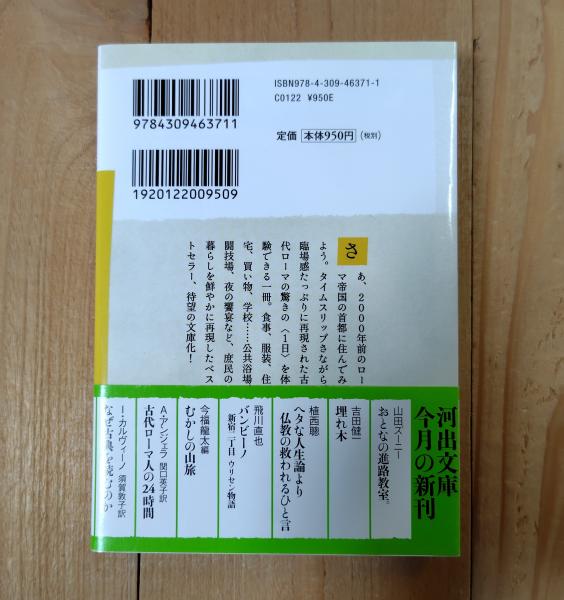 ISBN978-4-309-46371-1
C0122 ¥950E
9784309463711
定価 本体950円 (税別)
1920122009509
さあ、2000年前のロー
マ帝国の首都に住んでみ
よう。タイムスリップさながら、
臨場感たっぷりに再現された古
代ローマの驚きの〈1日〉を体
験できる一冊。食事、服装、住
宅、買い物、学校……公共浴場、
闘技場、夜の饗宴など、庶民の
暮らしを鮮やかに再現したベス
トセラー、待望の文庫化!
河出文庫
今月の新刊
山田ズーニー
おとなの進路教室。
吉田健一
埋れ木
植西聰
ヘタな人生論より
仏教の救われるひと言
飛川直也
バンビーノ
新宿二丁目 ウリセン物語
今福龍太編
むかしの山旅
A・アンジェラ 関口英子訳
古代ローマ人の24時間
I・カルヴィーノ 須賀敦子訳
なぜ古典を読むのか